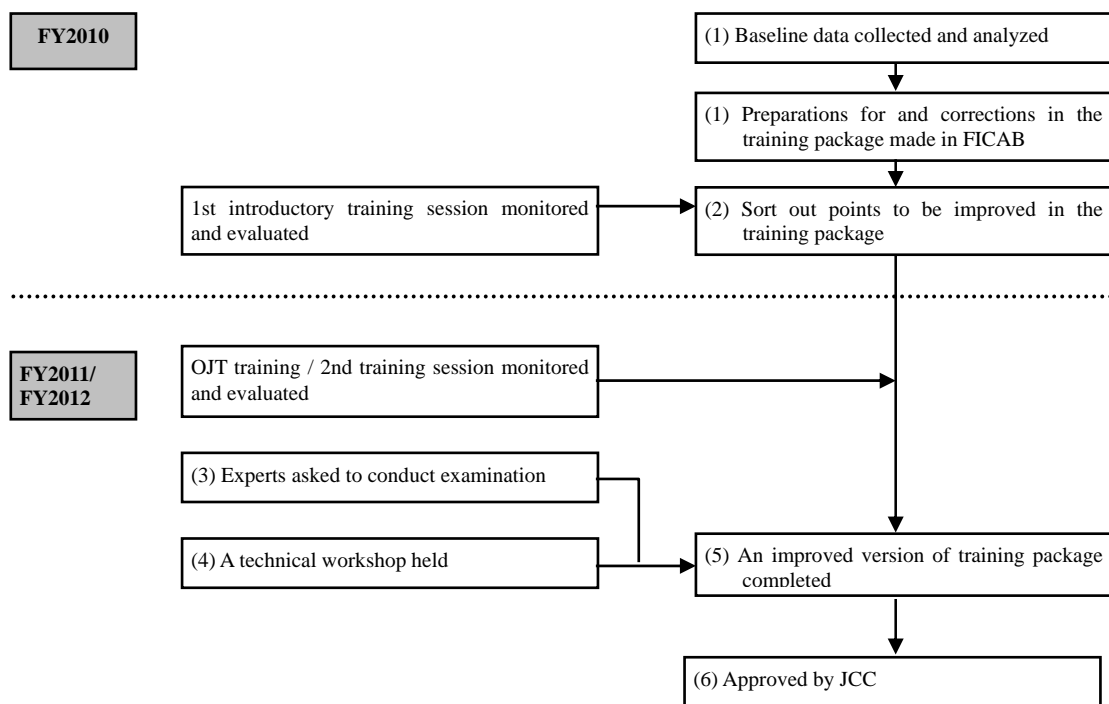 FY2010
(1) Baseline data collected and analyzed
(1) Preparations for and corrections in the
training package made in FICAB
1st introductory training session monitored
and evaluated
(2) Sort out points to be improved in the
training package
FY2011/
FY2012
OJT training / 2nd training session monitored
and evaluated
(3) Experts asked to conduct examination
(4) A technical workshop held
(5) An improved version of training package
completed
(6) Approved by JCC